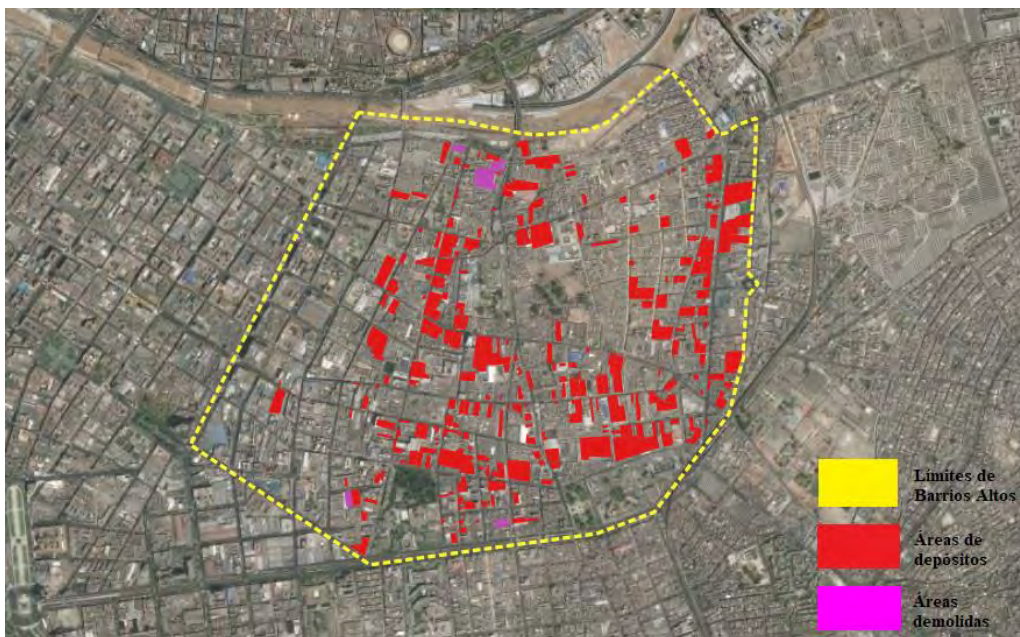 Límites de
Barrios Altos
Áreas de
depósitos
Áreas
demolidas